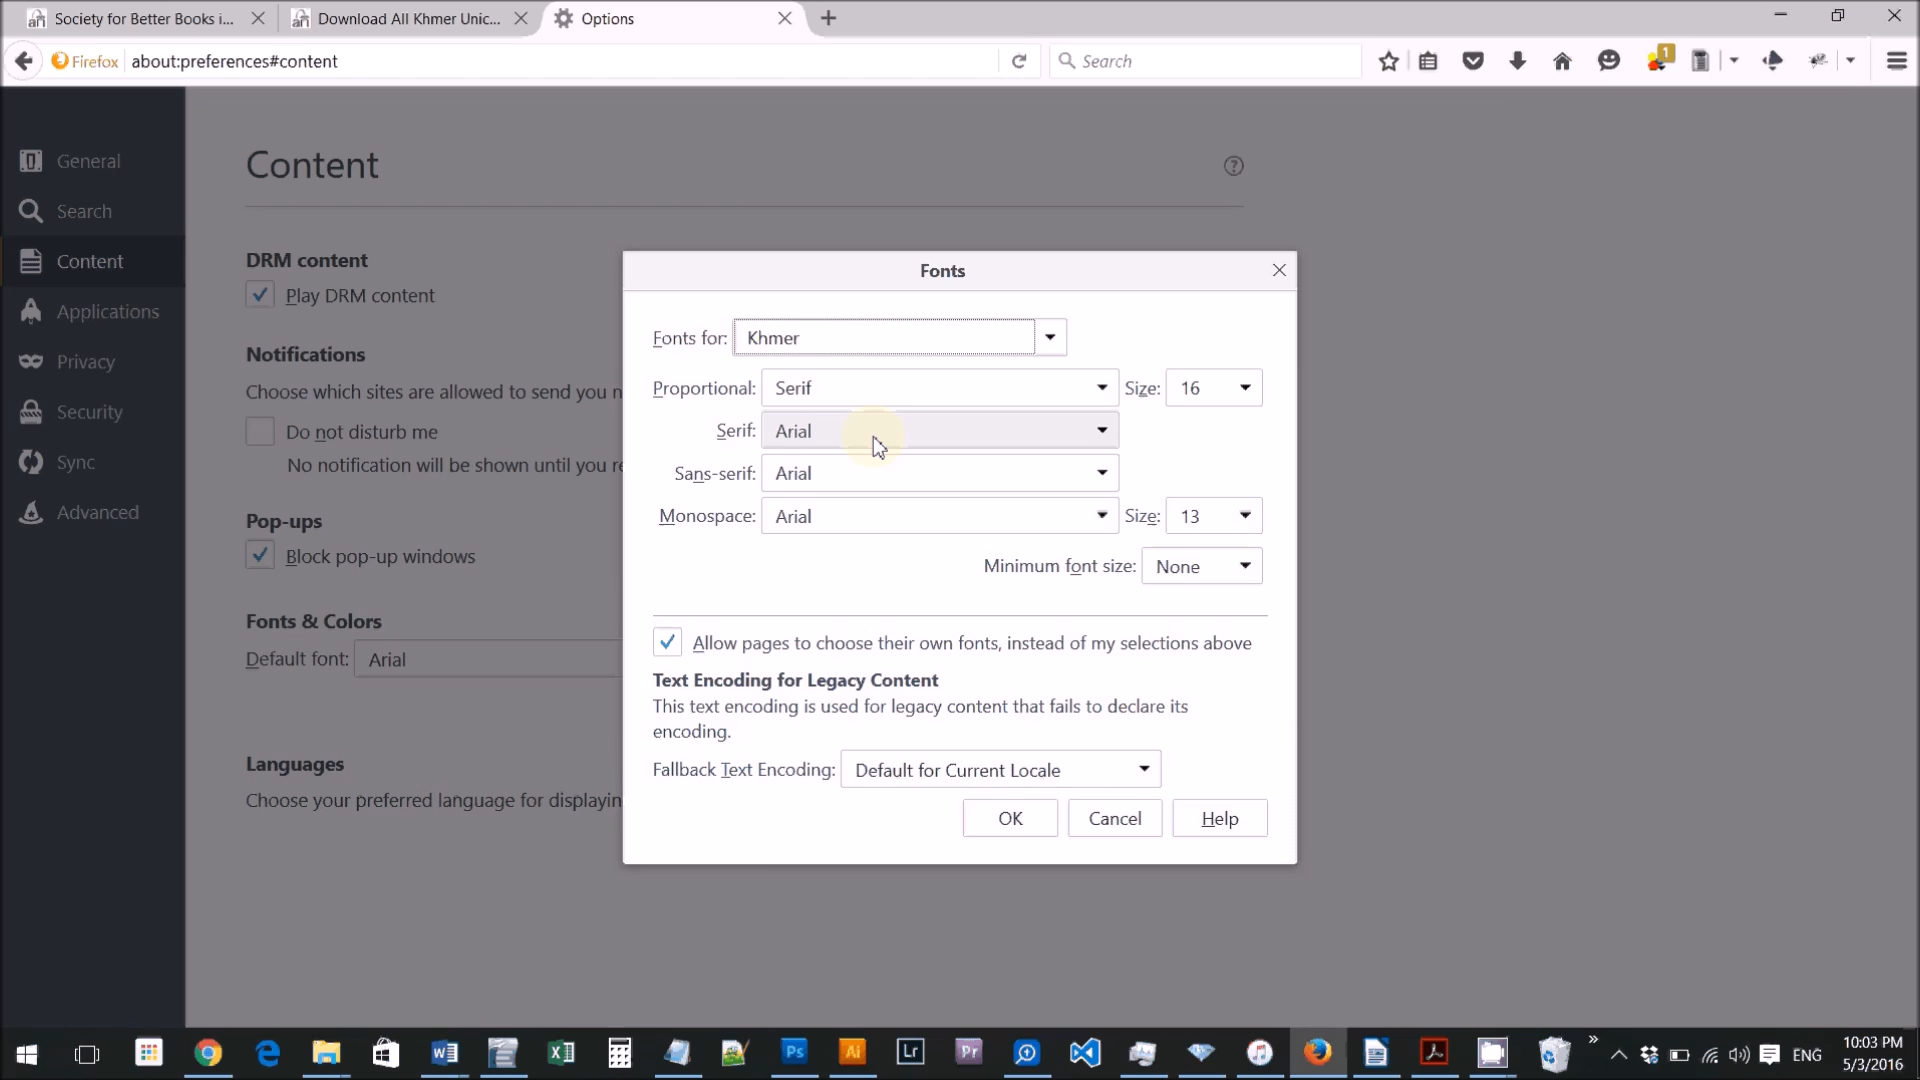 Society for Better Books i...
Download All Khmer Unic...
Options
Firefox
about:preferences#content
Search
1
General
Search
Content
Applications
Privacy
Security
Sync
Advanced
Content
DRM content
Play DRM content
Notifications
Choose which sites are allowed to send you n
Do not disturb me
No notification will be shown until you re
Pop-ups
Block pop-up windows
Fonts & Colors
Default font: Arial
Languages
Choose your preferred language for displayin
Fonts
Fonts for: Khmer
Proportional: Serif Size: 16
Serif: Arial
Sans-serif: Arial
Monospace: Arial Size: 13
Minimum font size: None
Allow pages to choose their own fonts, instead of my selections above
Text Encoding for Legacy Content
This text encoding is used for legacy content that fails to declare its
encoding.
Fallback Text Encoding: Default for Current Locale
OK Cancel Help
Ps Ai Lr Pr
ENG
10:03 PM
5/3/2016